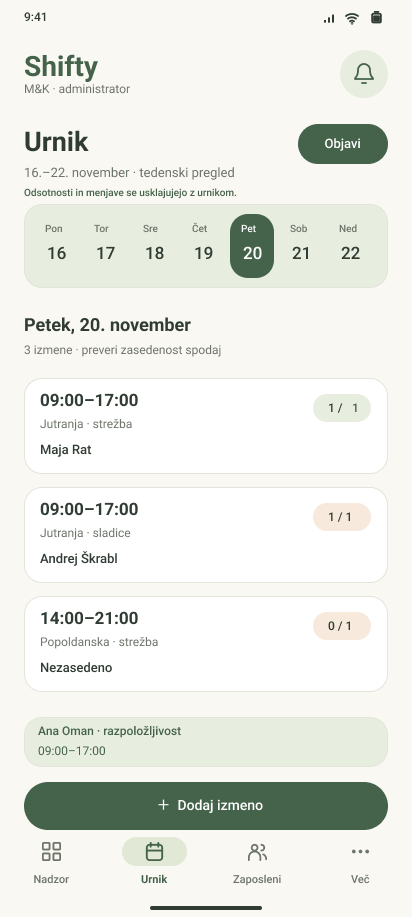 9:41
Shifty
M&K · administrator
Urnik
Objavi
16.–22. november · tedenski pregled
Odsotnosti in menjave se usklajujejo z urnikom.
Pon Tor Sre Čet Pet Sob Ned
16 17 18 19 20 21 22
Petek, 20. november
3 izmene · preveri zasedenost spodaj
09:00–17:00
1 / 1
Jutranja · strežba
Maja Rat
09:00–17:00
1 / 1
Jutranja · sladice
Andrej Škrabl
14:00–21:00
0 / 1
Popoldanska · strežba
Nezasedeno
Ana Oman · razpoložljivost
09:00–17:00
+ Dodaj izmeno
Nadzor Urnik Zaposleni Več